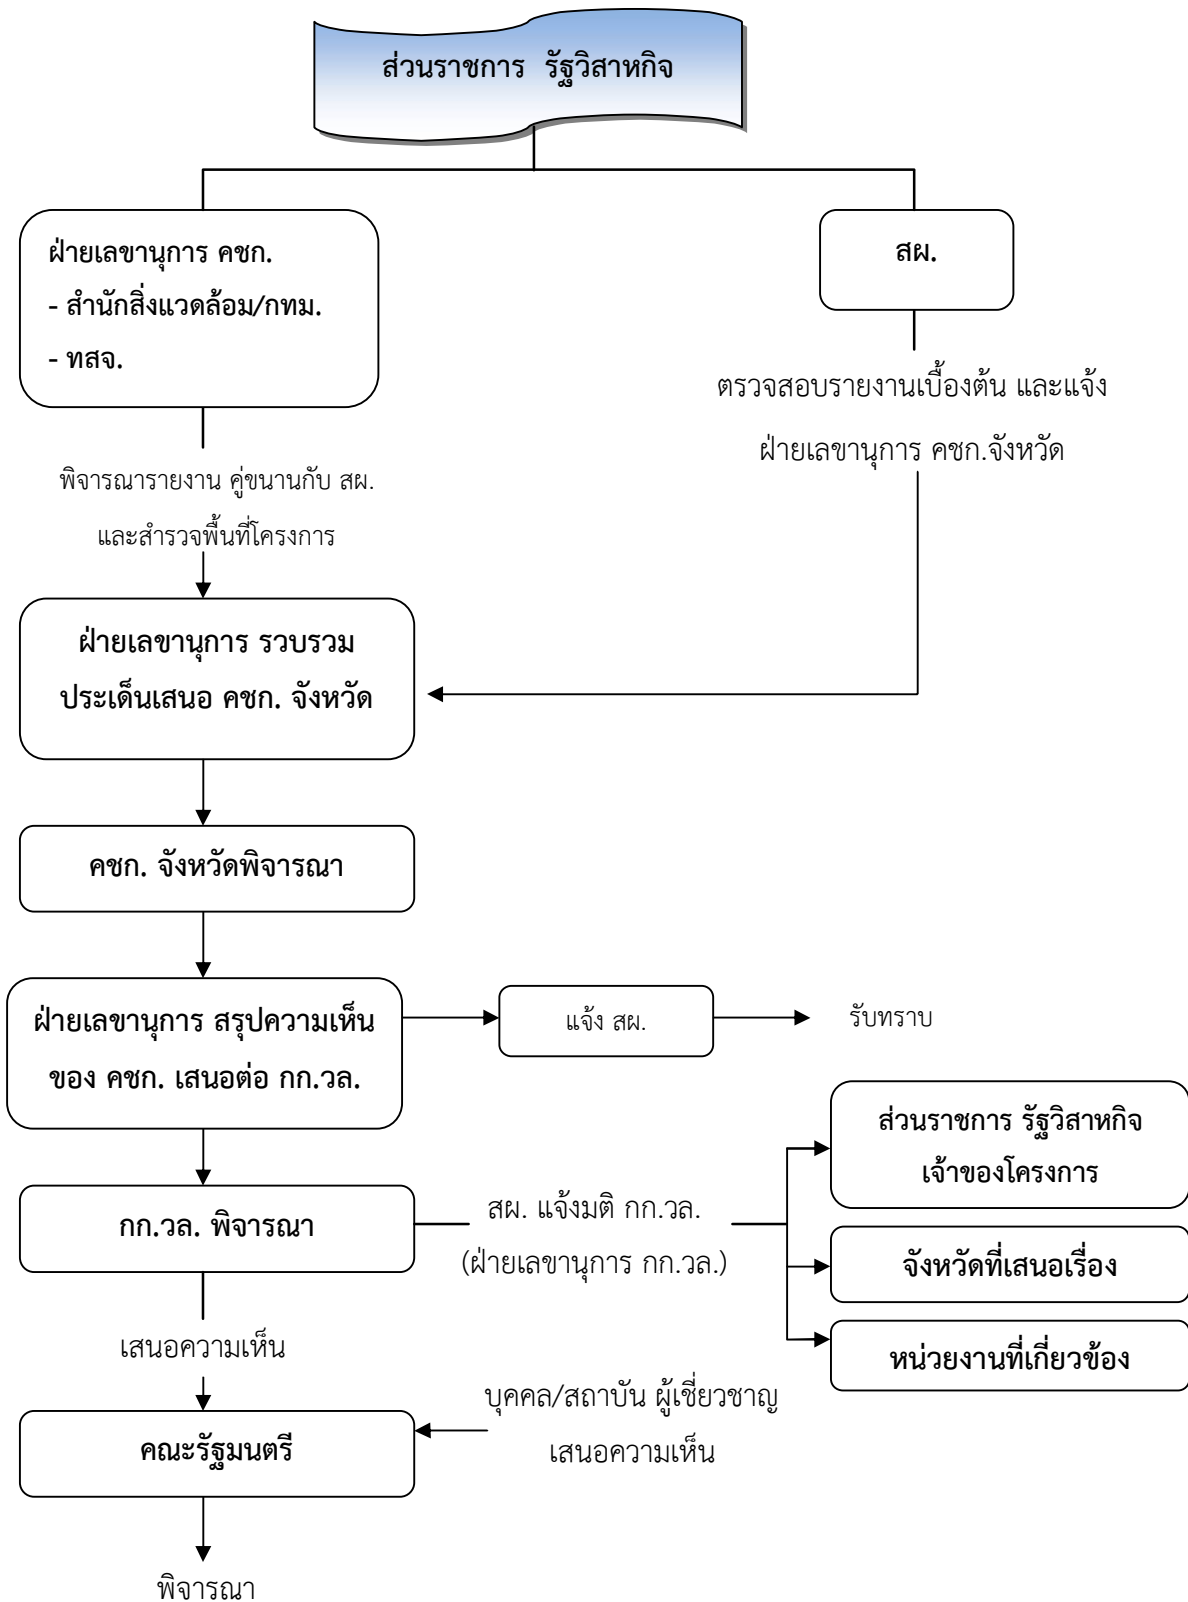 ส่วนราชการ  รัฐวิสาหกิจ
ฝ่ายเลขานุการ คชก.
- สำนักสิ่งแวดล้อม/กทม.
- ทสจ.
สผ.
ตรวจสอบรายงานเบื้องต้น และแจ้ง
ฝ่ายเลขานุการ คชก.จังหวัด
พิจารณารายงาน คู่ขนานกับ สผ.
และสำรวจพื้นที่โครงการ
ฝ่ายเลขานุการ รวบรวม
ประเด็นเสนอ คชก. จังหวัด
คชก. จังหวัดพิจารณา
ฝ่ายเลขานุการ สรุปความเห็น
ของ คชก. เสนอต่อ กก.วล.
แจ้ง สผ.
รับทราบ
กก.วล. พิจารณา
สผ. แจ้งมติ กก.วล.
(ฝ่ายเลขานุการ กก.วล.)
ส่วนราชการ รัฐวิสาหกิจ
เจ้าของโครงการ
จังหวัดที่เสนอเรื่อง
หน่วยงานที่เกี่ยวข้อง
เสนอความเห็น
บุคคล/สถาบัน ผู้เชี่ยวชาญ
เสนอความเห็น
คณะรัฐมนตรี
พิจารณา